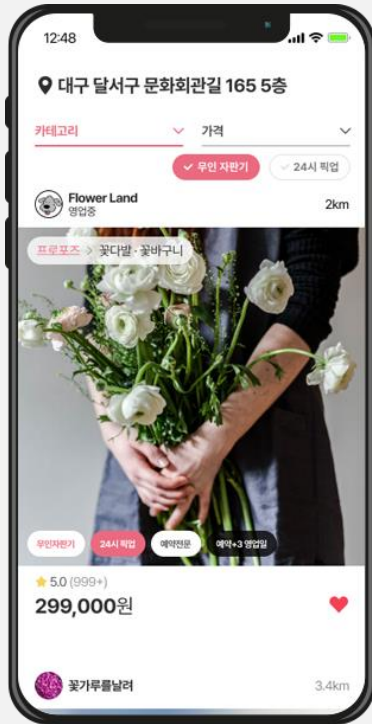 12:48
대구 달서구 문화회관길 165 5층
카테고리 가격
무인 자판기 24시 픽업
Flower Land
영업중
2km
프로포즈 > 꽃다발 · 꽃바구니
무인자판기 24시 픽업 예약전문 예약+3 영업일
5.0 (999+)
299,000원
꽃가루를날려 3.4km